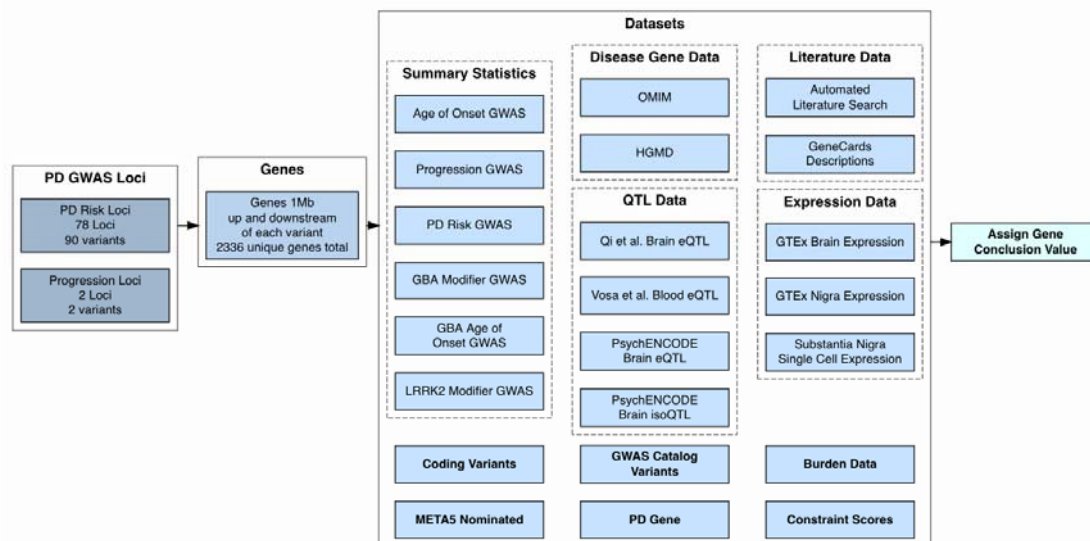 PD GWAS Loci
PD Risk Loci
78 Loci
90 variants
Progression Loci
2 Loci
2 variants
Genes
Genes 1Mb
up and downstream
of each variant
2336 unique genes total
Datasets
Summary Statistics
Age of Onset GWAS
Progression GWAS
PD Risk GWAS
GBA Modifier GWAS
GBA Age of
Onset GWAS
LRRK2 Modifier GWAS
Disease Gene Data
OMIM
HGMD
QTL Data
Qi et al. Brain eQTL
Vosa et al. Blood eQTL
PsychENCODE
Brain eQTL
PsychENCODE
Brain isoQTL
Literature Data
Automated
Literature Search
GeneCards
Descriptions
Expression Data
GTEx Brain Expression
GTEx Nigra Expression
Substantia Nigra
Single Cell Expression
Coding Variants
GWAS Catalog
Variants
Burden Data
META5 Nominated
PD Gene
Constraint Scores
Assign Gene
Conclusion Value